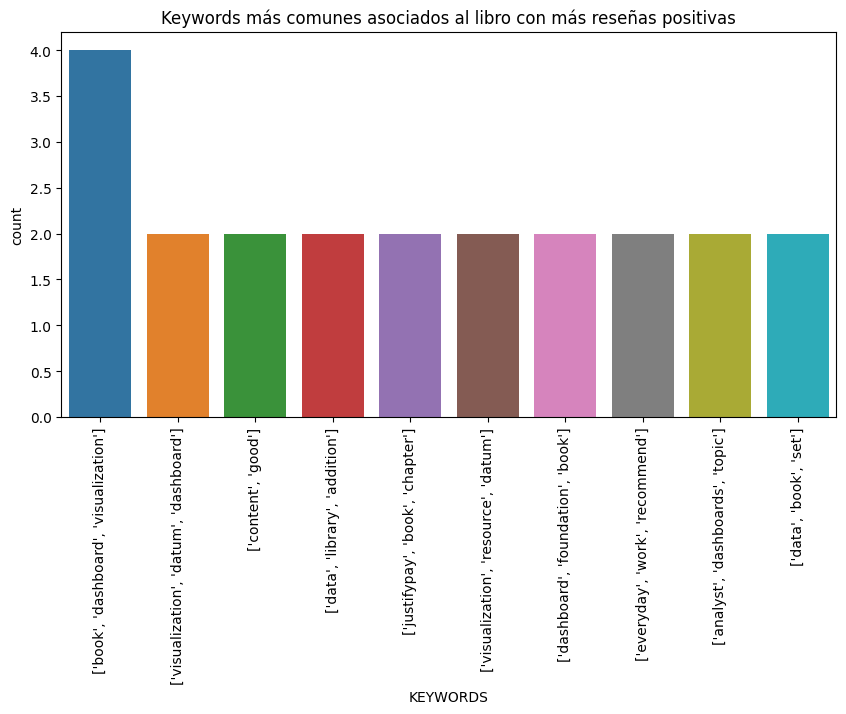 Keywords más comunes asociados al libro con más reseñas positivas
count
4.0
3.5
3.0
2.5
2.0
1.5
1.0
0.5
0.0
['book', 'dashboard', 'visualization']
['visualization', 'datum', 'dashboard']
['content', 'good']
['data', 'library', 'addition']
['justifypay', 'book', 'chapter']
['visualization', 'resource', 'datum']
['dashboard', 'foundation', 'book']
['everyday', 'work', 'recommend']
['analyst', 'dashboards', 'topic']
['data', 'book', 'set']
KEYWORDS